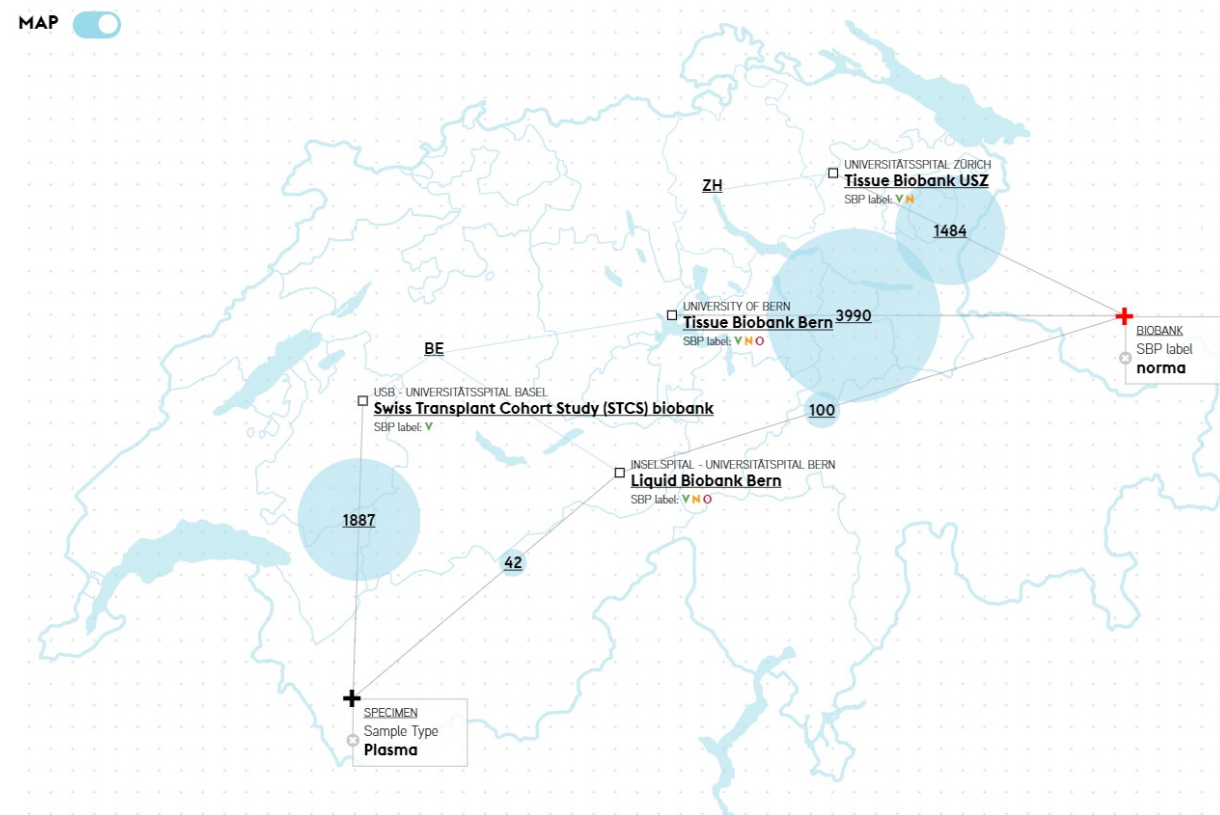 MAP
UNIVERSITÄTSSPITAL ZÜRICH
Tissue Biobank USZ
SBP label: V N
ZH
1484
UNIVERSITY OF BERN
Tissue Biobank Bern
SBP label: V N O
3990
BIOBANK
SBP label
norma
BE
USB - UNIVERSITÄTSSPITAL BASEL
Swiss Transplant Cohort Study (STCS) biobank
SBP label: V
100
INSELSPITAL - UNIVERSITÄTSPITAL BERN
Liquid Biobank Bern
SBP label: V N O
1887
42
SPECIMEN
Sample Type
Plasma